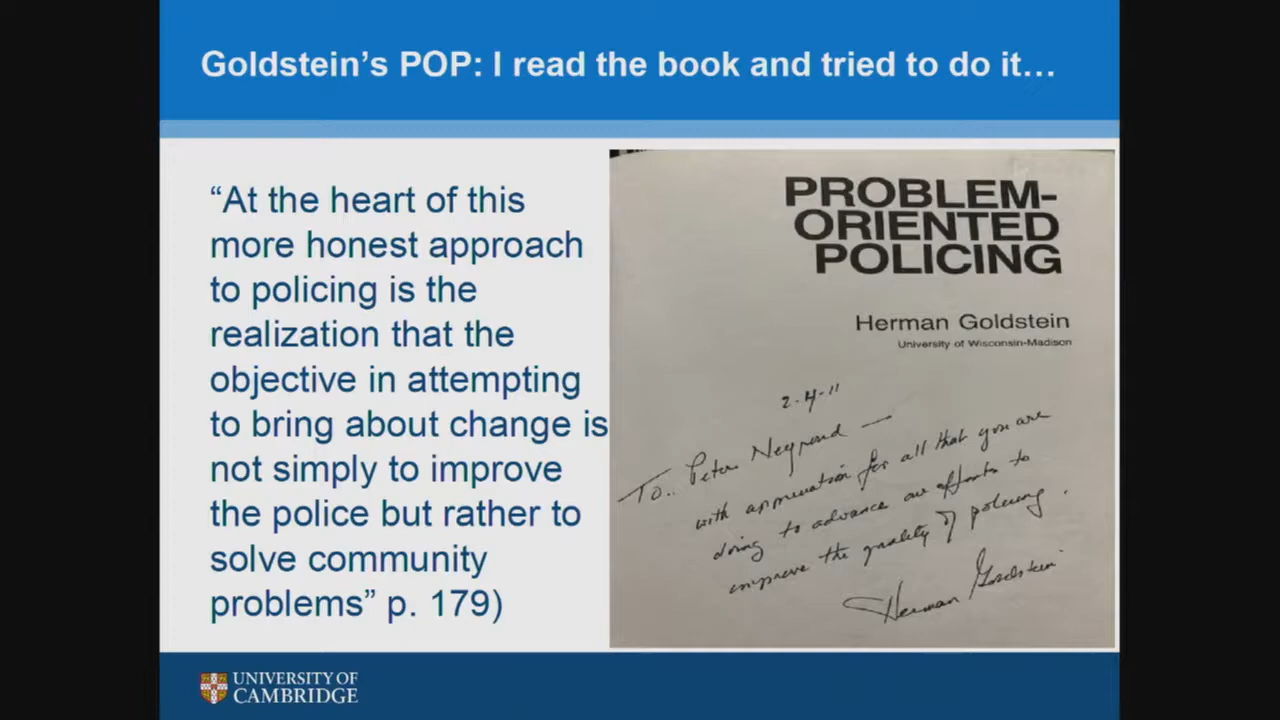 Goldstein's POP: I read the book and tried to do it…
“At the heart of this
more honest approach
to policing is the
realization that the
objective in attempting
to bring about change is
not simply to improve
the police but rather to
solve community
problems” p. 179)
PROBLEM-
ORIENTED
POLICING
Herman Goldstein
University of Wisconsin-Madison
2-4-11
To.. Peter Neyroud —
with appreciation for all that you are
doing to advance our efforts to
improve the quality of policing.
Herman Goldstein
UNIVERSITY OF
CAMBRIDGE